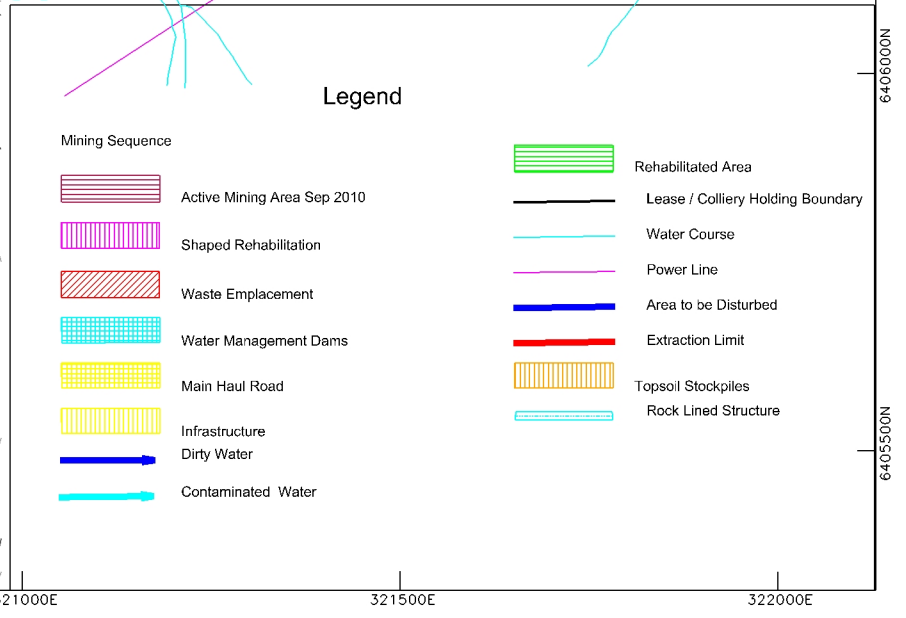 Legend
Mining Sequence
Active Mining Area Sep 2010
Shaped Rehabilitation
Waste Emplacement
Water Management Dams
Main Haul Road
Infrastructure
Dirty Water
Contaminated Water
Rehabilitated Area
Lease / Colliery Holding Boundary
Water Course
Power Line
Area to be Disturbed
Extraction Limit
Topsoil Stockpiles
Rock Lined Structure
6406000N
6405500N
21000E
321500E
322000E